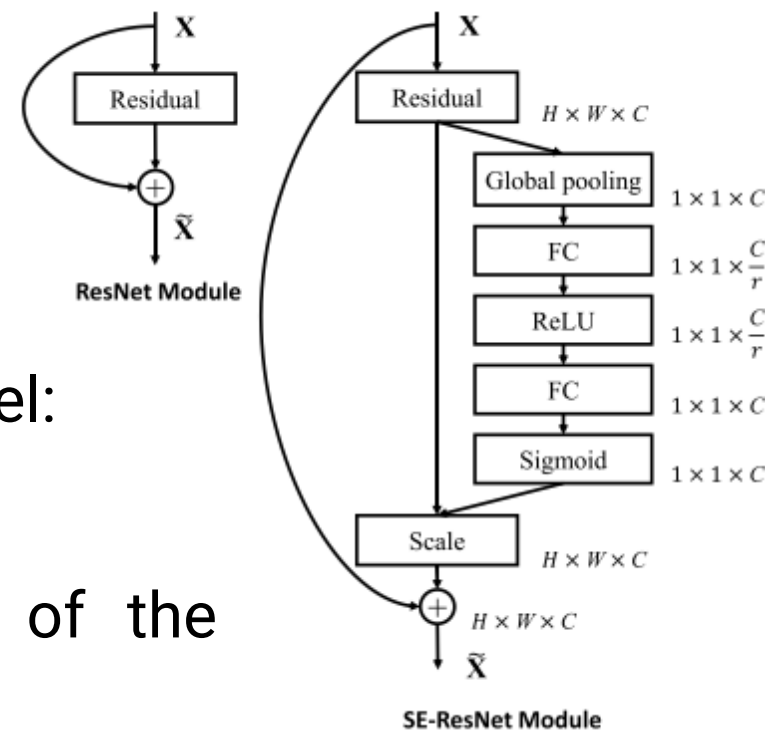 X
Residual
+
X̃
ResNet Module
el:
of the
X
Residual
H × W × C
Global pooling
1 × 1 × C
FC
1 × 1 × C/r
ReLU
1 × 1 × C/r
FC
1 × 1 × C
Sigmoid
1 × 1 × C
Scale
H × W × C
+
H × W × C
X̃
SE-ResNet Module